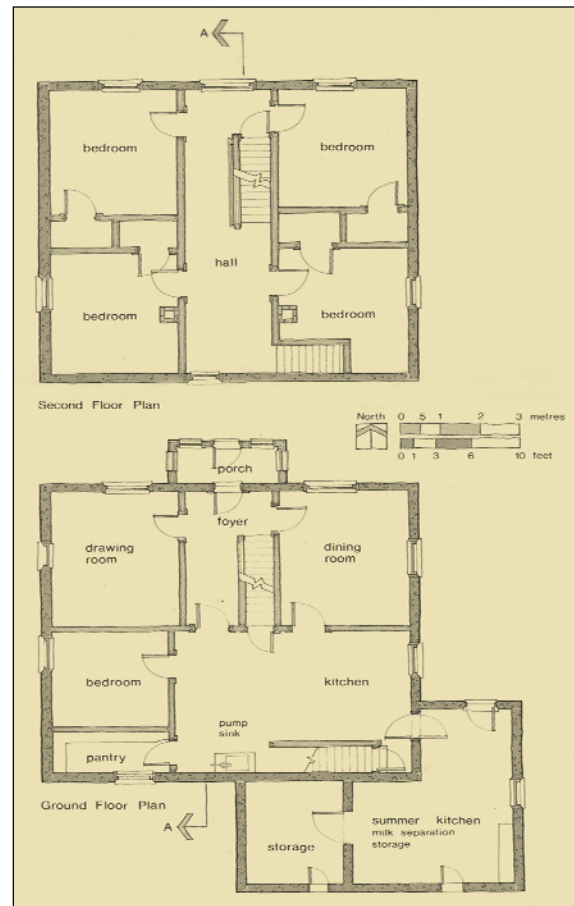 A
bedroom
bedroom
hall
bedroom
bedroom
Second Floor Plan
North
0 .5 1 2 3 metres
0 1 3 6 10 feet
porch
foyer
drawing
room
dining
room
bedroom
kitchen
pump
sink
pantry
Ground Floor Plan
A
storage
summer kitchen
milk separation
storage